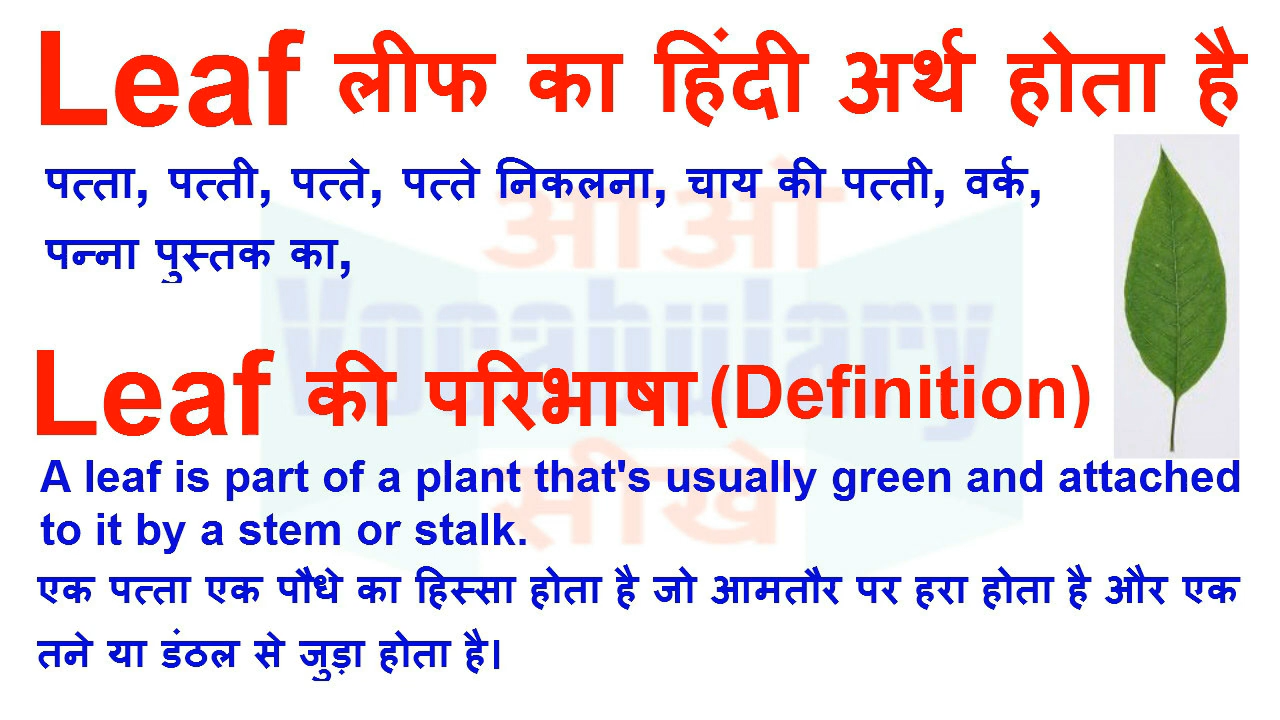 Leaf लीफ का हिंदी अर्थ होता है
पत्ता, पत्ती, पत्ते, पत्ते निकलना, चाय की पत्ती, वर्क,
पन्ना पुस्तक का,
Leaf की परिभाषा (Definition)
A leaf is part of a plant that's usually green and attached
to it by a stem or stalk.
एक पत्ता एक पौधे का हिस्सा होता है जो आमतौर पर हरा होता है और एक
तने या डंठल से जुड़ा होता है।
आओ
Vocabulary
सीखे